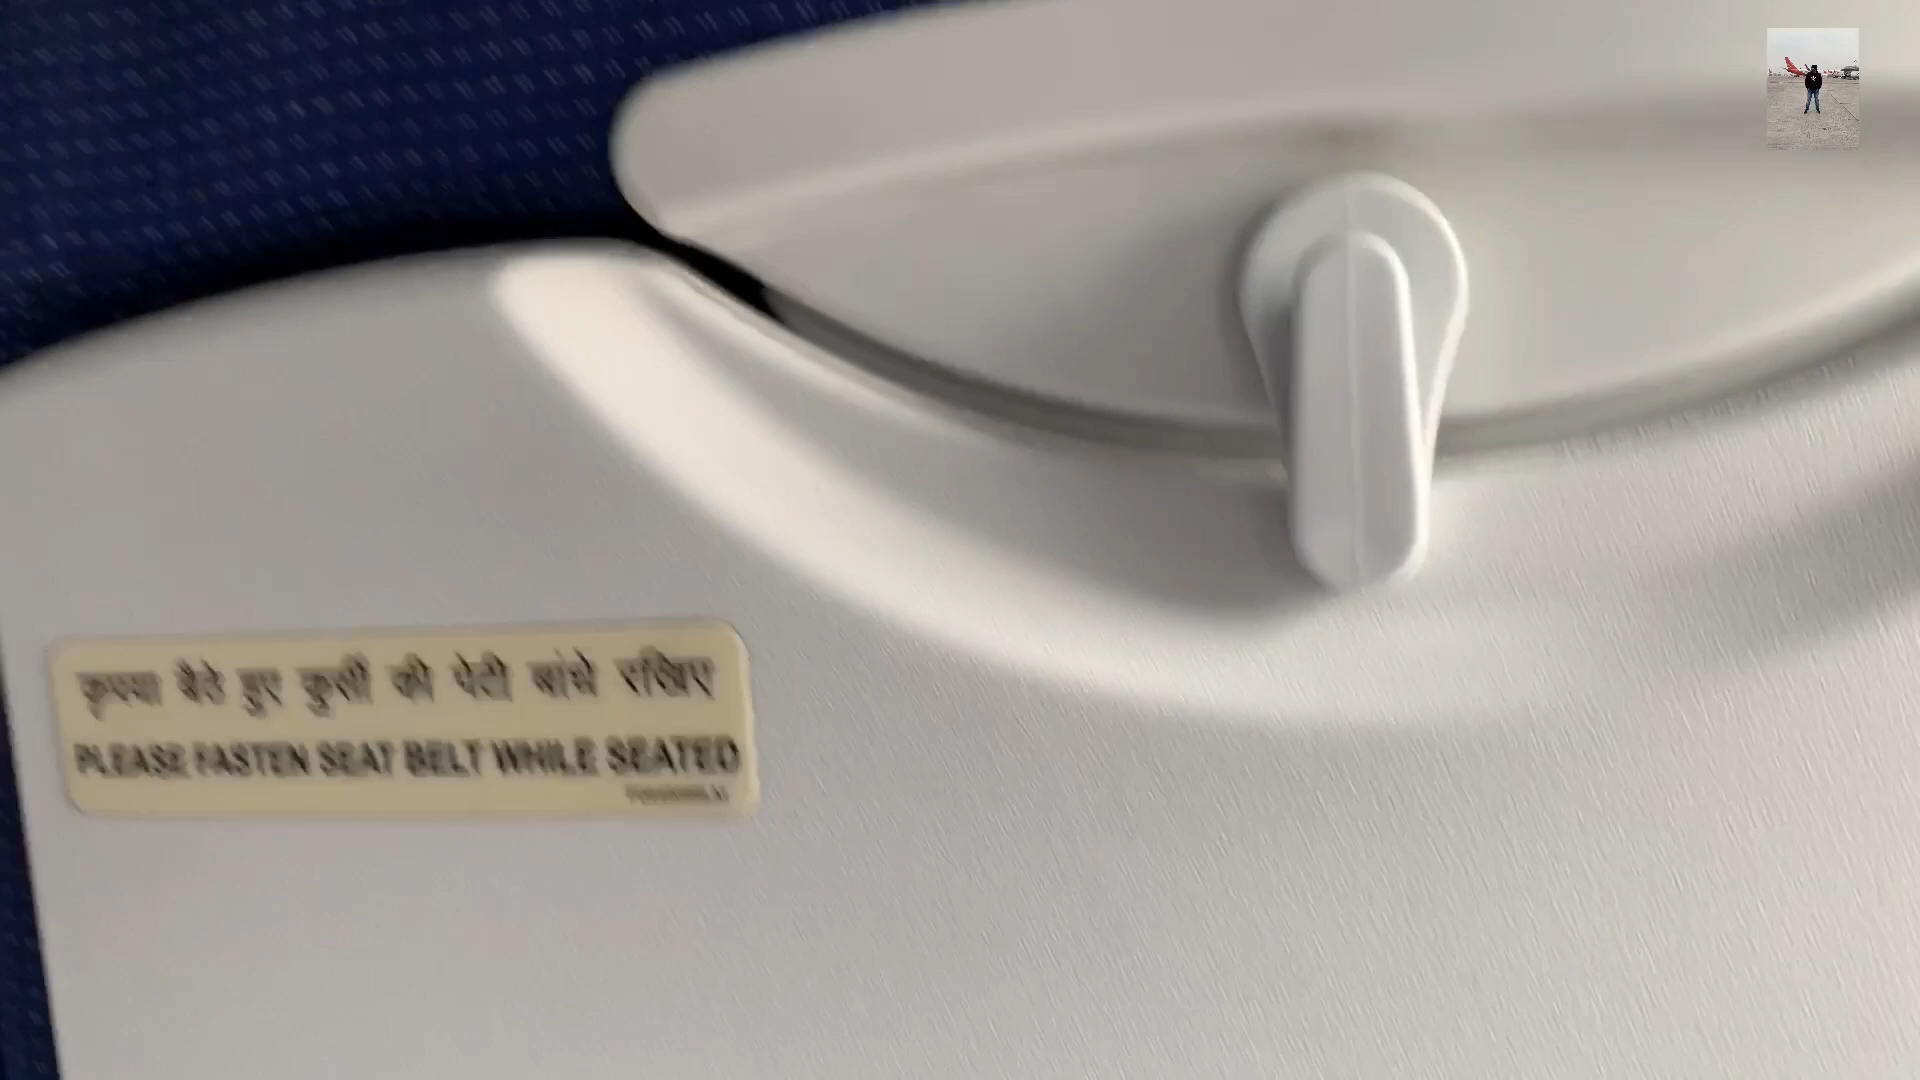 कृपया बैठे हुए कुर्सी की पेटी बांधे रखिए
PLEASE FASTEN SEAT BELT WHILE SEATED